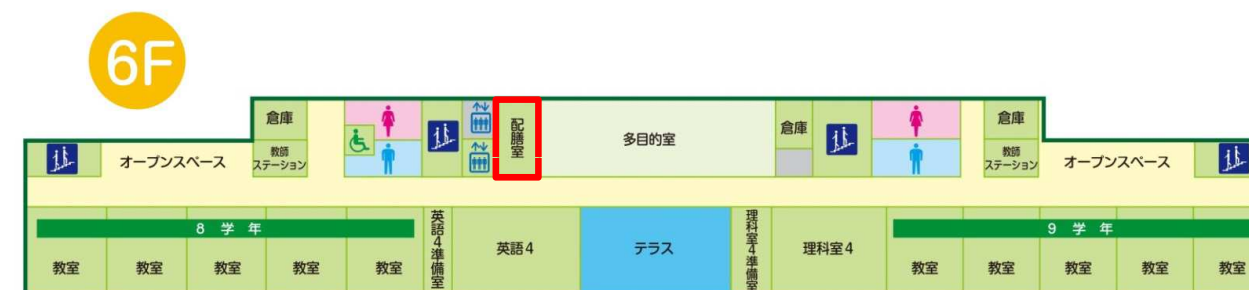 6F
倉庫
教師
ステーション
オープンスペース
配膳室
多目的室
倉庫
倉庫
教師
ステーション
オープンスペース
8学年
教室
教室
教室
教室
教室
英語4準備室
英語4
テラス
理科室4準備室
理科室4
9学年
教室
教室
教室
教室
教室